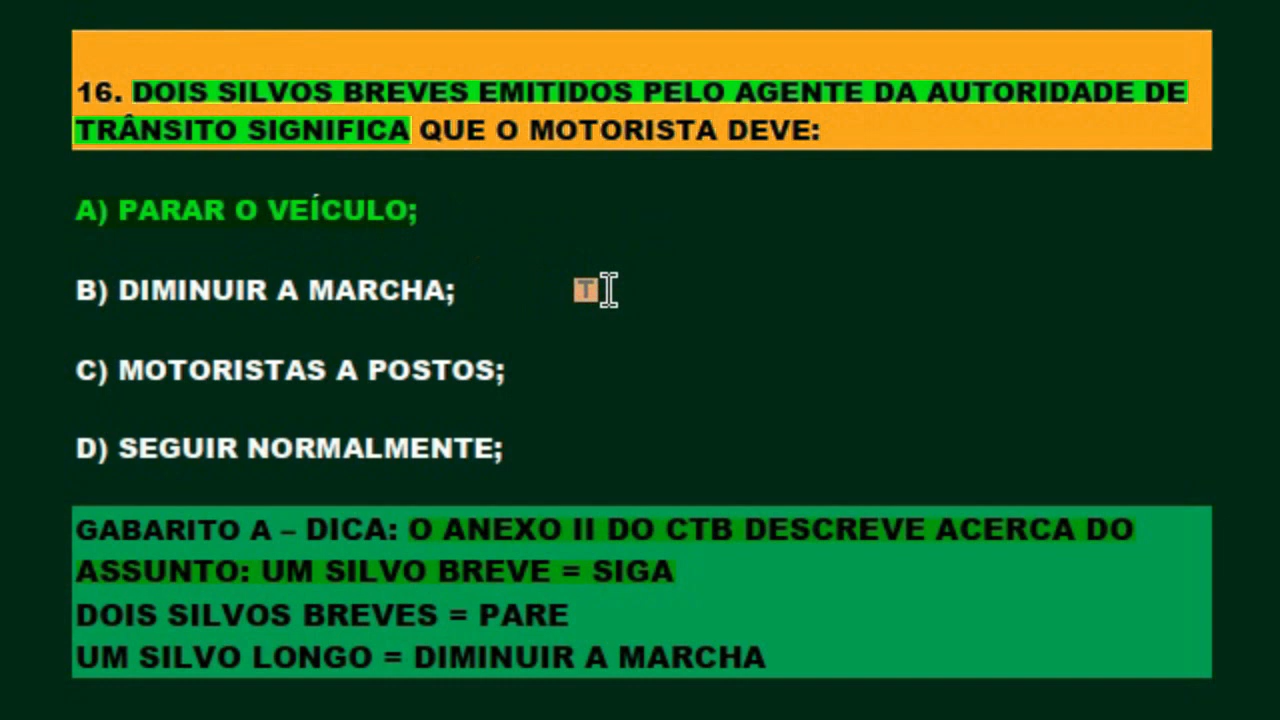 16. DOIS SILVOS BREVES EMITIDOS PELO AGENTE DA AUTORIDADE DE
TRÂNSITO SIGNIFICA QUE O MOTORISTA DEVE:
A) PARAR O VEÍCULO;
B) DIMINUIR A MARCHA;
T
C) MOTORISTAS A POSTOS;
D) SEGUIR NORMALMENTE;
GABARITO A – DICA: O ANEXO II DO CTB DESCREVE ACERCA DO
ASSUNTO: UM SILVO BREVE = SIGA
DOIS SILVOS BREVES = PARE
UM SILVO LONGO = DIMINUIR A MARCHA